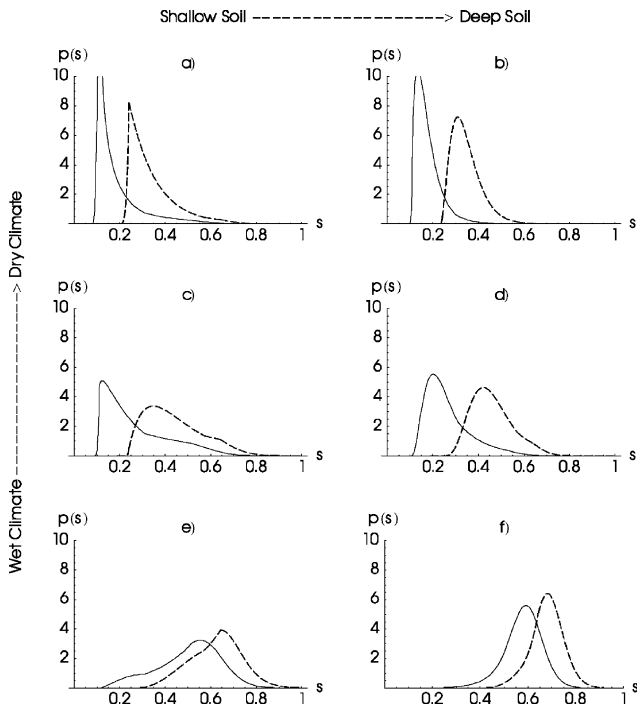 Shallow Soil ----------------------> Deep Soil
Wet Climate ----------------------> Dry Climate
a)
p(s)
10
8
6
4
2
0.2 0.4 0.6 0.8 1 s
b)
p(s)
10
8
6
4
2
0.2 0.4 0.6 0.8 1 s
c)
p(s)
10
8
6
4
2
0.2 0.4 0.6 0.8 1 s
d)
p(s)
10
8
6
4
2
0.2 0.4 0.6 0.8 1 s
e)
p(s)
10
8
6
4
2
0.2 0.4 0.6 0.8 1 s
f)
p(s)
10
8
6
4
2
0.2 0.4 0.6 0.8 1 s